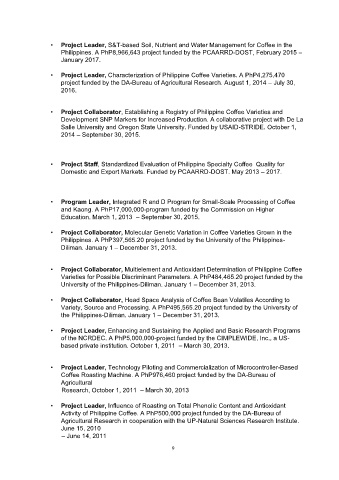 • Project Leader, S&T-based Soil, Nutrient and Water Management for Coffee in the
Philippines. A PhP8,966,643 project funded by the PCAARRD-DOST, February 2015 –
January 2017.
• Project Leader, Characterization of Philippine Coffee Varieties. A PhP4,275,470
project funded by the DA-Bureau of Agricultural Research. August 1, 2014 – July 30,
2016.
• Project Collaborator, Establishing a Registry of Philippine Coffee Varieties and
Development SNP Markers for Increased Production. A collaborative project with De La
Salle University and Oregon State University. Funded by USAID-STRIDE. October 1,
2014 – September 30, 2015.
• Project Staff, Standardized Evaluation of Philippine Specialty Coffee Quality for
Domestic and Export Markets. Funded by PCAARRD-DOST. May 2013 – 2017.
• Program Leader, Integrated R and D Program for Small-Scale Processing of Coffee
and Kaong. A PhP17,000,000-program funded by the Commission on Higher
Education. March 1, 2013 – September 30, 2015.
• Project Collaborator, Molecular Genetic Variation in Coffee Varieties Grown in the
Philippines. A PhP397,565.20 project funded by the University of the Philippines-
Diliman. January 1 – December 31, 2013.
• Project Collaborator, Multielement and Antioxidant Determination of Philippine Coffee
Varieties for Possible Discriminant Parameters. A PhP484,465.20 project funded by the
University of the Philippines-Diliman. January 1 – December 31, 2013.
• Project Collaborator, Head Space Analysis of Coffee Bean Volatiles According to
Variety, Source and Processing. A PhP495,565.20 project funded by the University of
the Philippines-Diliman. January 1 – December 31, 2013.
• Project Leader, Enhancing and Sustaining the Applied and Basic Research Programs
of the NCRDEC. A PhP5,000,000-project funded by the CIMPLEWIDE, Inc., a US-
based private institution. October 1, 2011 – March 30, 2013.
• Project Leader, Technology Piloting and Commercialization of Microcontroller-Based
Coffee Roasting Machine. A PhP976,460 project funded by the DA-Bureau of
Agricultural
Research, October 1, 2011 – March 30, 2013
• Project Leader, Influence of Roasting on Total Phenolic Content and Antioxidant
Activity of Philippine Coffee. A PhP500,000 project funded by the DA-Bureau of
Agricultural Research in cooperation with the UP-Natural Sciences Research Institute.
June 15, 2010
– June 14, 2011